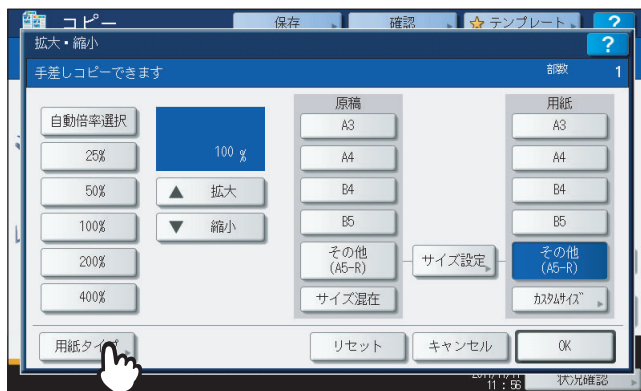 コピー
保存
確認
テンプレート
?
拡大・縮小
?
手差しコピーできます
部数 1
自動倍率選択
25%
50%
100%
200%
400%
100 %
▲ 拡大
▼ 縮小
原稿
A3
A4
B4
B5
その他
(A5-R)
サイズ混在
サイズ設定
用紙
A3
A4
B4
B5
その他
(A5-R)
カスタムサイズ
用紙タ
リセット
キャンセル
OK
11:56
状況確認